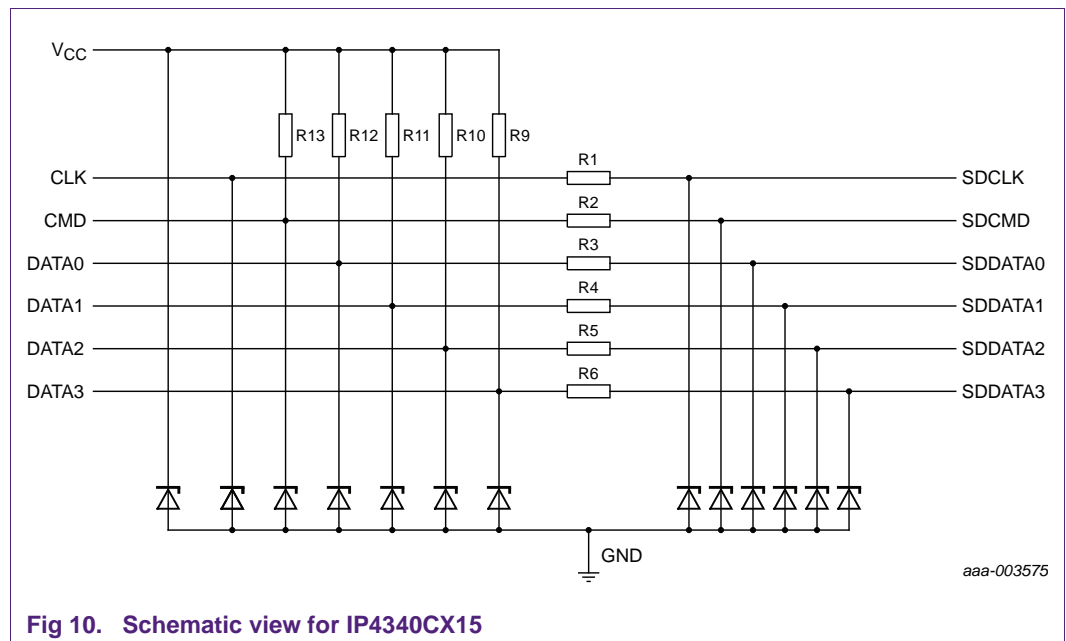 VCC
R13 R12 R11 R10 R9
R1
CLK SDCLK
R2
CMD SDCMD
R3
DATA0 SDDATA0
R4
DATA1 SDDATA1
R5
DATA2 SDDATA2
R6
DATA3 SDDATA3
GND
aaa-003575
Fig 10. Schematic view for IP4340CX15